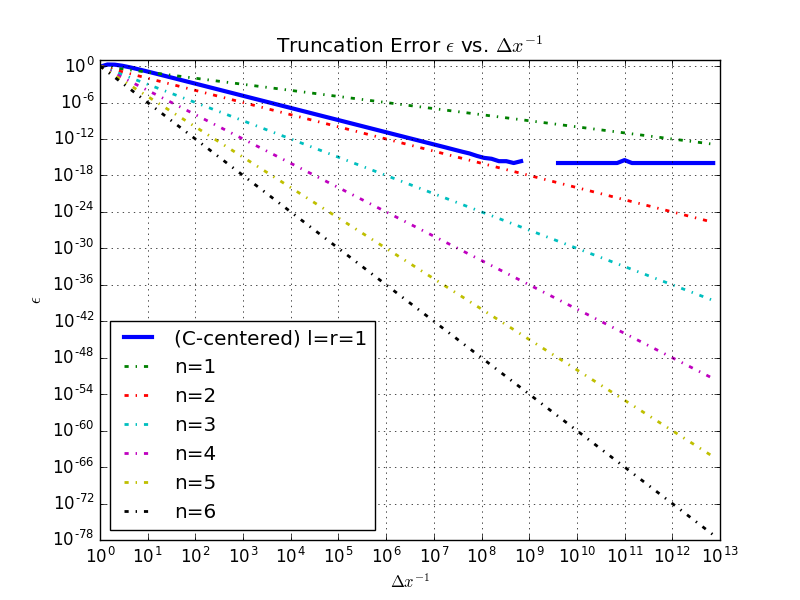 Truncation Error ϵ vs. Δx⁻¹
10⁰
10⁻⁶
10⁻¹²
10⁻¹⁸
10⁻²⁴
10⁻³⁰
10⁻³⁶
10⁻⁴²
10⁻⁴⁸
10⁻⁵⁴
10⁻⁶⁰
10⁻⁶⁶
10⁻⁷²
10⁻⁷⁸
ϵ
(C-centered) l=r=1
n=1
n=2
n=3
n=4
n=5
n=6
10⁰ 10¹ 10² 10³ 10⁴ 10⁵ 10⁶ 10⁷ 10⁸ 10⁹ 10¹⁰ 10¹¹ 10¹² 10¹³
Δx⁻¹